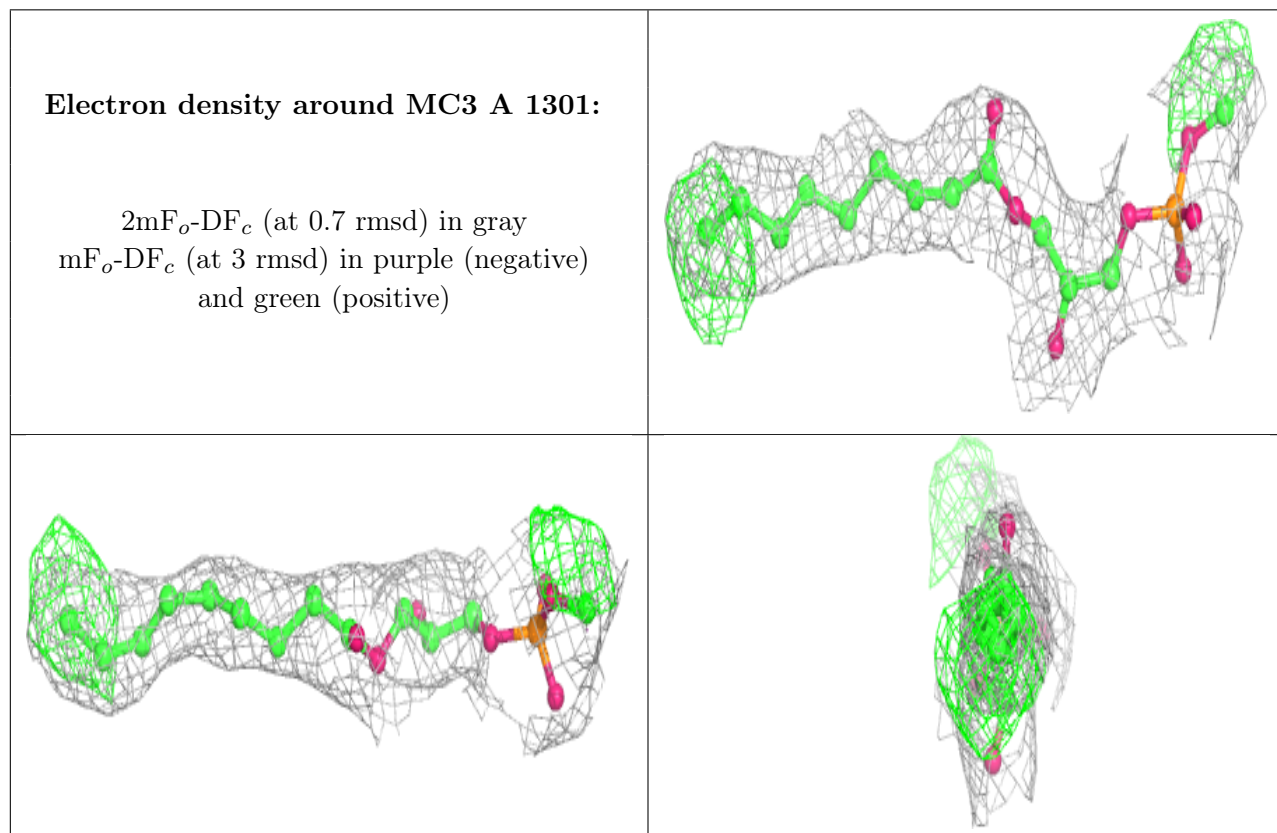 Electron density around MC3 A 1301:
2mFₒ-DF𝒸 (at 0.7 rmsd) in gray
mFₒ-DF𝒸 (at 3 rmsd) in purple (negative)
and green (positive)